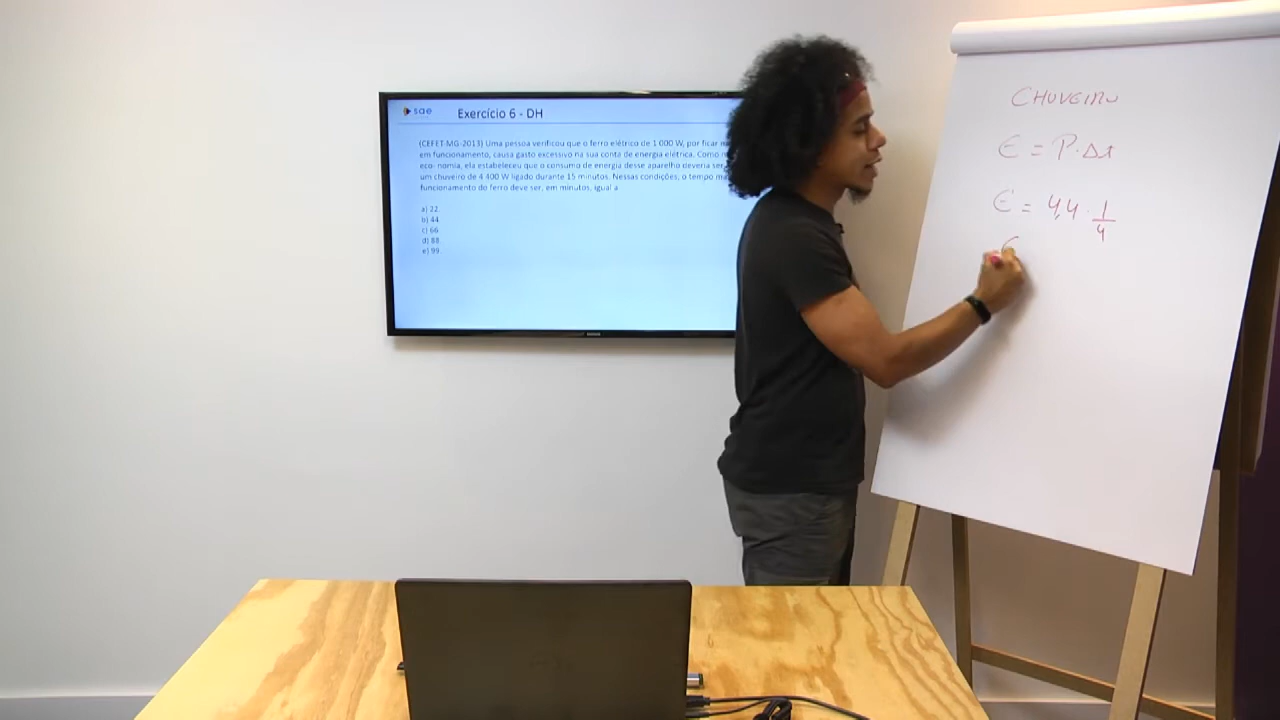 sae
Exercício 6 - DH
(CEFET-MG-2013) Uma pessoa verificou que o ferro elétrico de 1 000 W, por ficar
em funcionamento, causa gasto excessivo na sua conta de energia elétrica. Como
eco- nomia, ela estabeleceu que o consumo de energia desse aparelho deveria ser
um chuveiro de 4 400 W ligado durante 15 minutos. Nessas condições, o tempo
funcionamento do ferro deve ser, em minutos, igual a
a) 22.
b) 44
c) 66
d) 88.
e) 99.
CHUVEIRO
E = P · Δt
E = 4,4 · 1/4